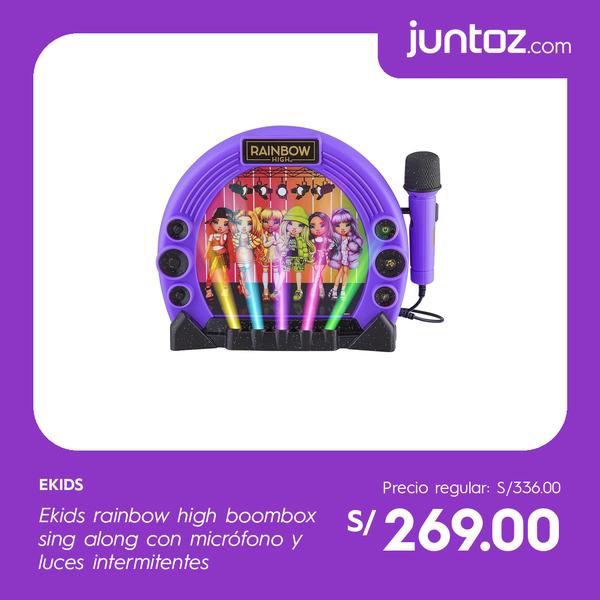 juntoz.com
RAINBOW
HIGH
EKIDS
Ekids rainbow high boombox
sing along con micrófono y
luces intermitentes
Precio regular: S/336.00
S/ 269.00